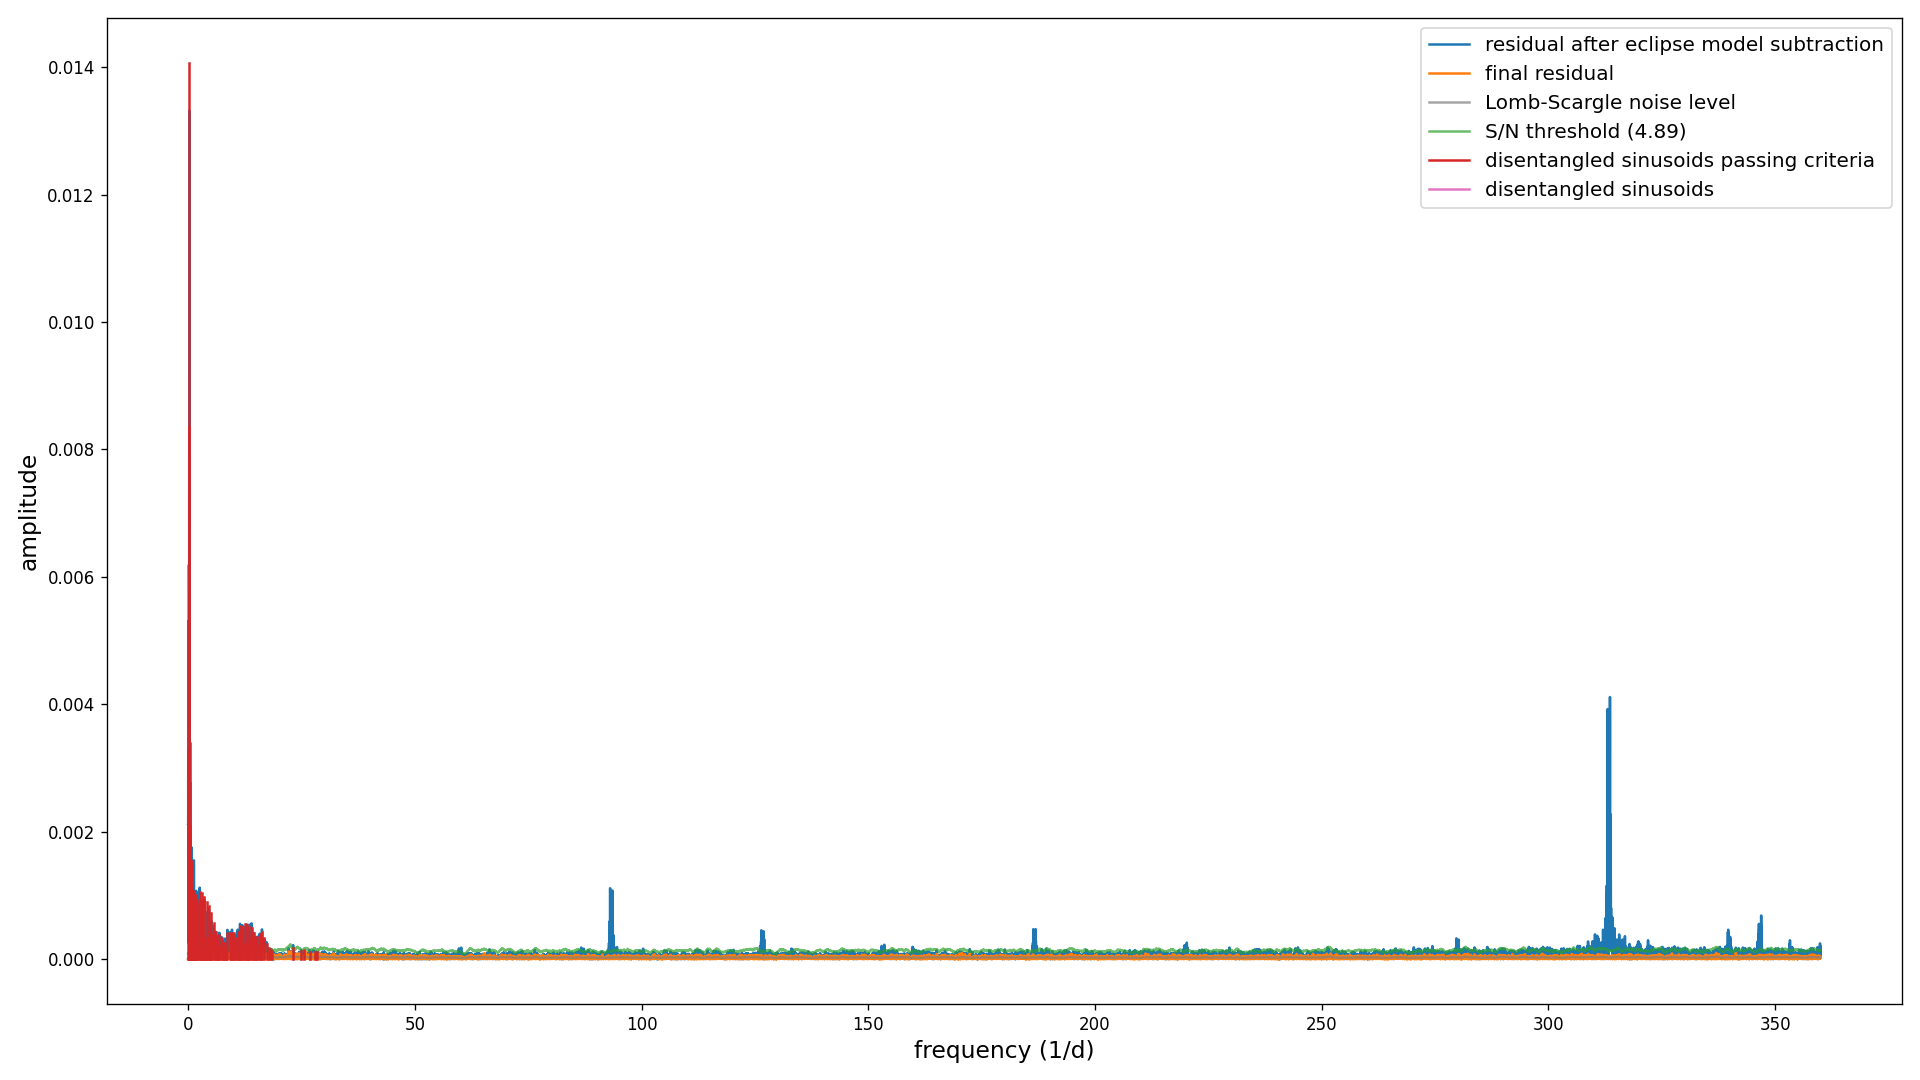 residual after eclipse model subtraction
final residual
Lomb-Scargle noise level
S/N threshold (4.89)
disentangled sinusoids passing criteria
disentangled sinusoids
0.014
0.012
0.010
0.008
0.006
0.004
0.002
0.000
amplitude
0
50
100
150
200
250
300
350
frequency (1/d)